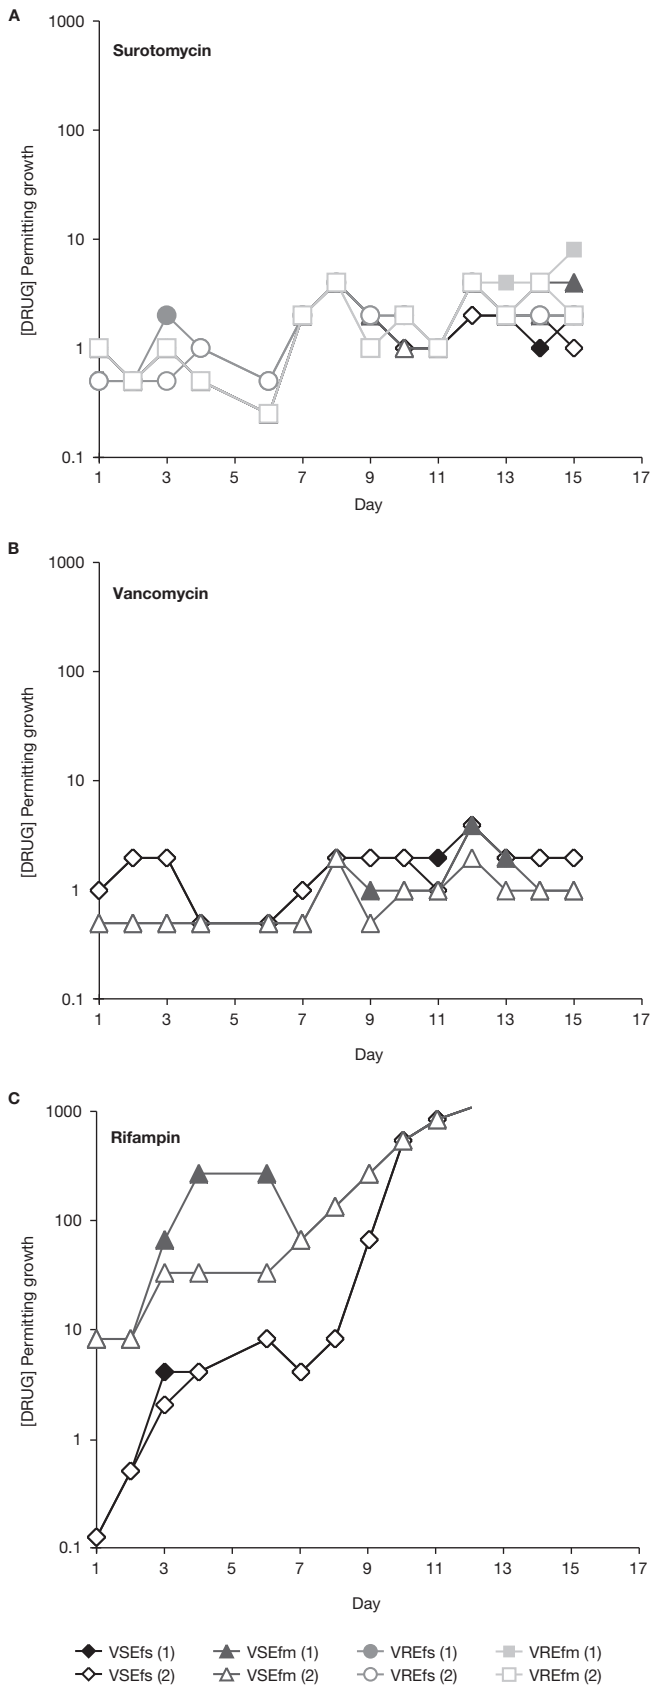 A
1000
Surotomycin
100
10
1
0.1
[DRUG] Permitting growth
1 3 5 7 9 11 13 15 17
Day
B
1000
Vancomycin
100
10
1
0.1
[DRUG] Permitting growth
1 3 5 7 9 11 13 15 17
Day
C
1000
Rifampin
100
10
1
0.1
[DRUG] Permitting growth
1 3 5 7 9 11 13 15 17
Day
VSEfs (1) VSEfm (1) VREfs (1) VREfm (1)
VSEfs (2) VSEfm (2) VREfs (2) VREfm (2)